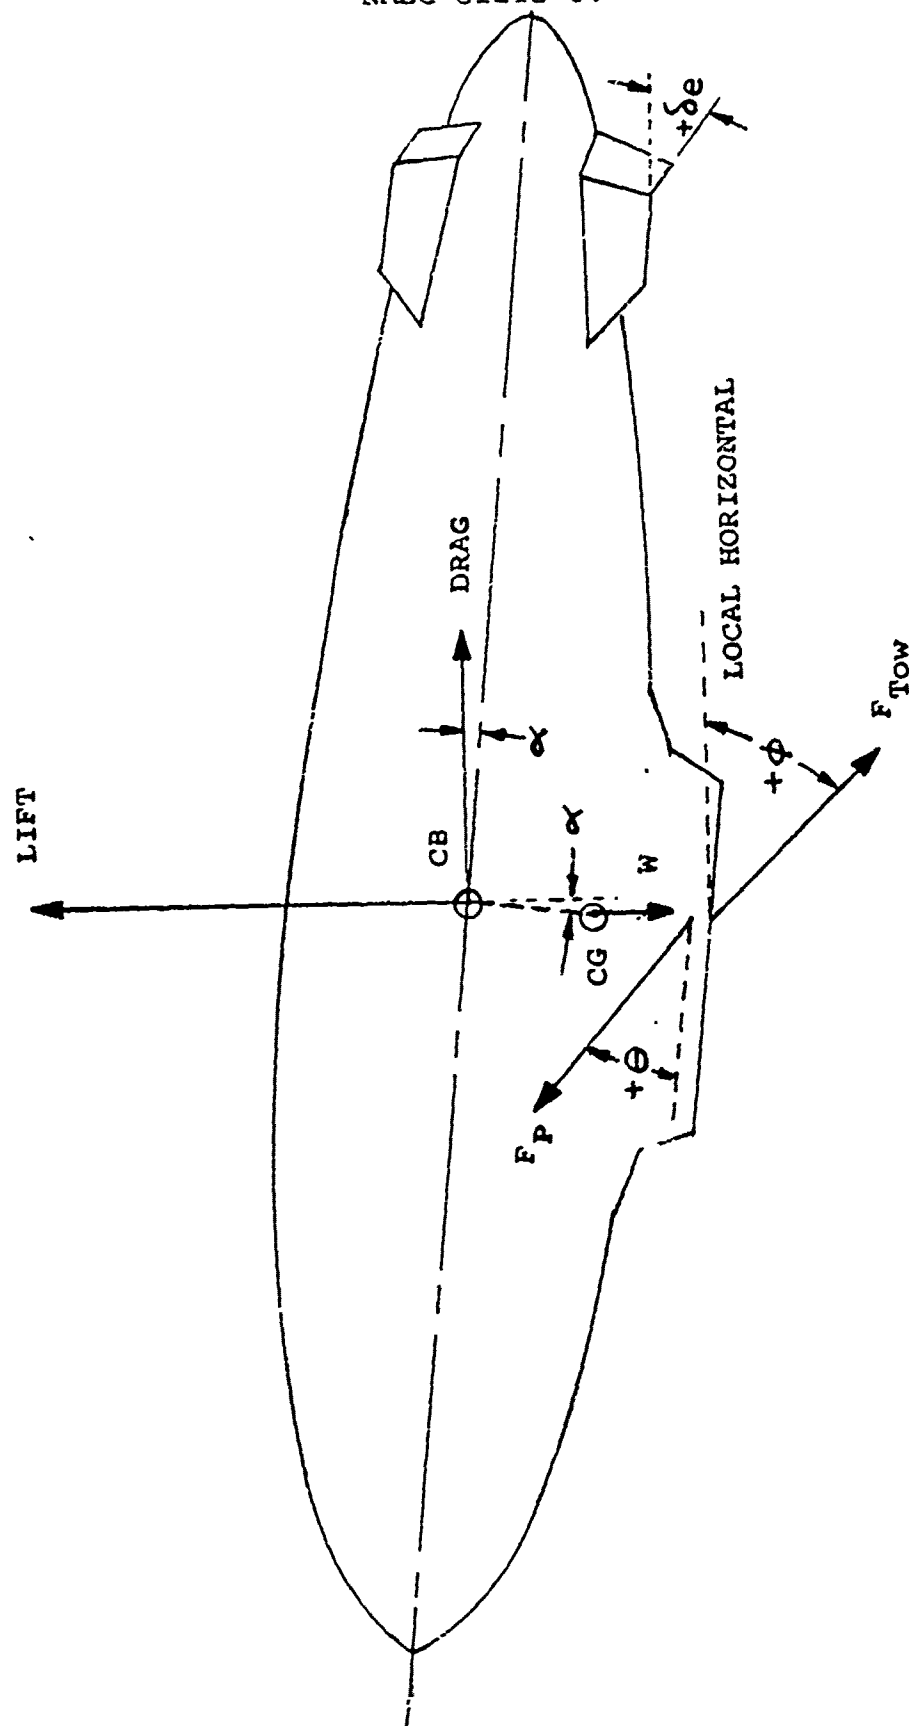 LIFT
DRAG
CB
α
α
W
CG
LOCAL HORIZONTAL
+δe
F_P
+θ
+Φ
F_TOW